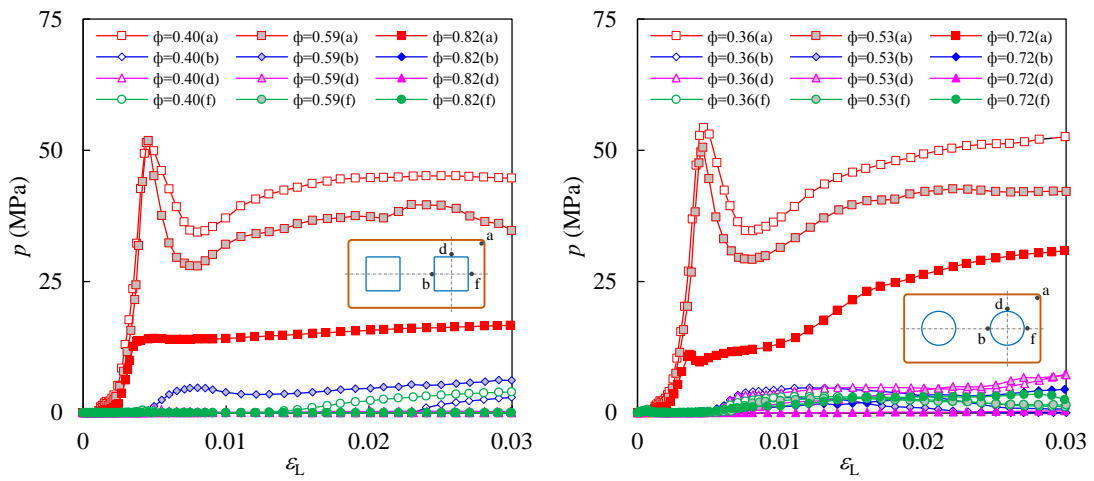 75
50
25
0
p (MPa)
ϕ=0.40(a) ϕ=0.59(a) ϕ=0.82(a)
ϕ=0.40(b) ϕ=0.59(b) ϕ=0.82(b)
ϕ=0.40(d) ϕ=0.59(d) ϕ=0.82(d)
ϕ=0.40(f) ϕ=0.59(f) ϕ=0.82(f)
a
d
b f
0 0.01 0.02 0.03
εL
75
50
25
0
p (MPa)
ϕ=0.36(a) ϕ=0.53(a) ϕ=0.72(a)
ϕ=0.36(b) ϕ=0.53(b) ϕ=0.72(b)
ϕ=0.36(d) ϕ=0.53(d) ϕ=0.72(d)
ϕ=0.36(f) ϕ=0.53(f) ϕ=0.72(f)
a
d
b f
0 0.01 0.02 0.03
εL